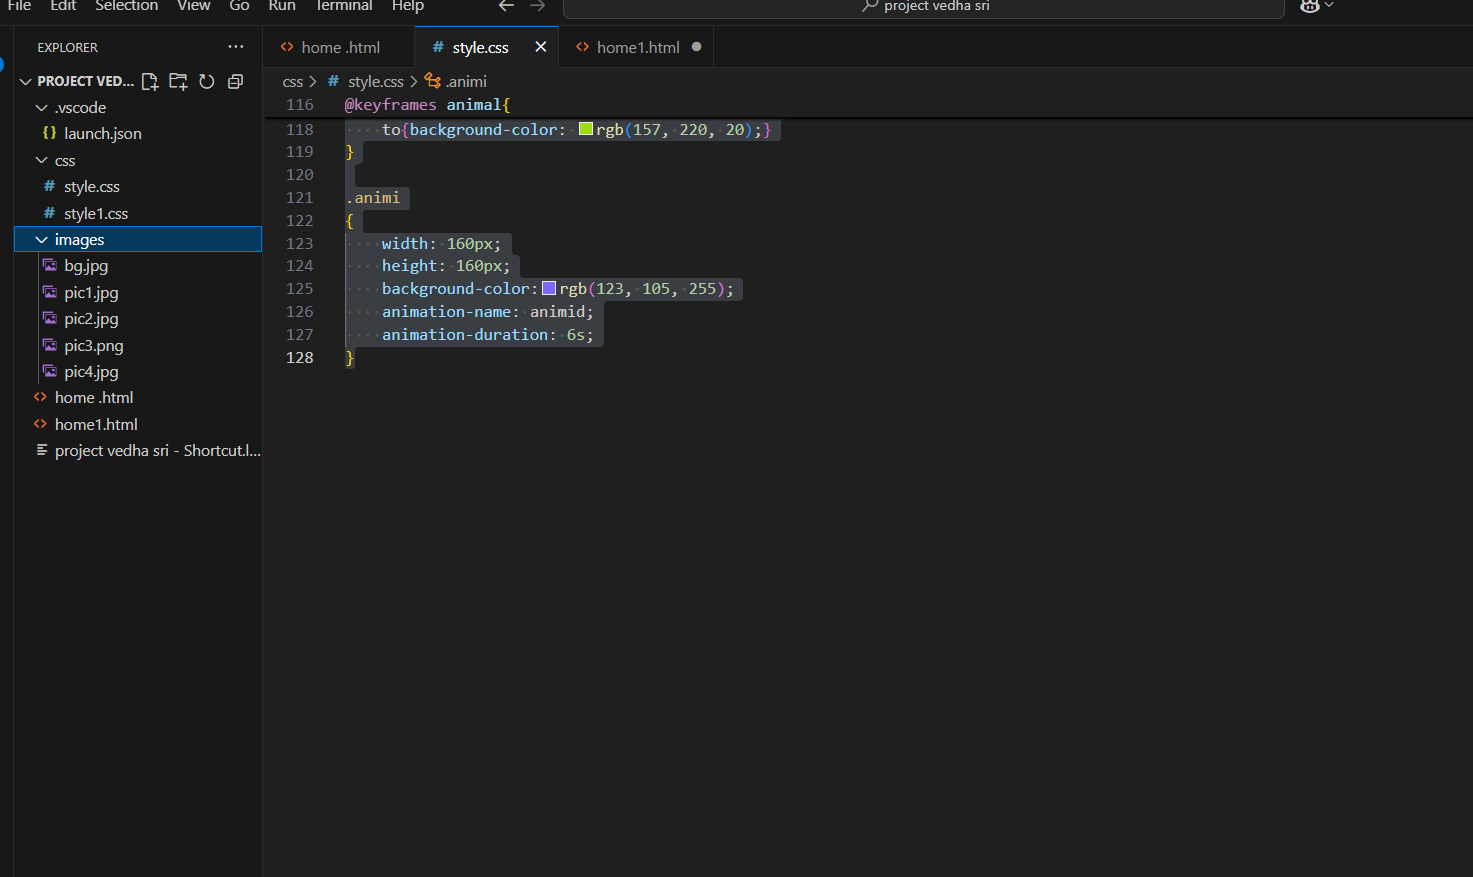 File Edit Selection View Go Run Terminal Help project vedha sri
EXPLORER ...
home .html # style.css home1.html
PROJECT VED...
css > # style.css > .animi
.vscode
{} launch.json
css
# style.css
# style1.css
images
bg.jpg
pic1.jpg
pic2.jpg
pic3.png
pic4.jpg
home .html
home1.html
project vedha sri - Shortcut.l...
116 @keyframes animal{
118 to{background-color: rgb(157, 220, 20);}
119 }
120
121 .animi
122 {
123 width: 160px;
124 height: 160px;
125 background-color: rgb(123, 105, 255);
126 animation-name: animid;
127 animation-duration: 6s;
128 }